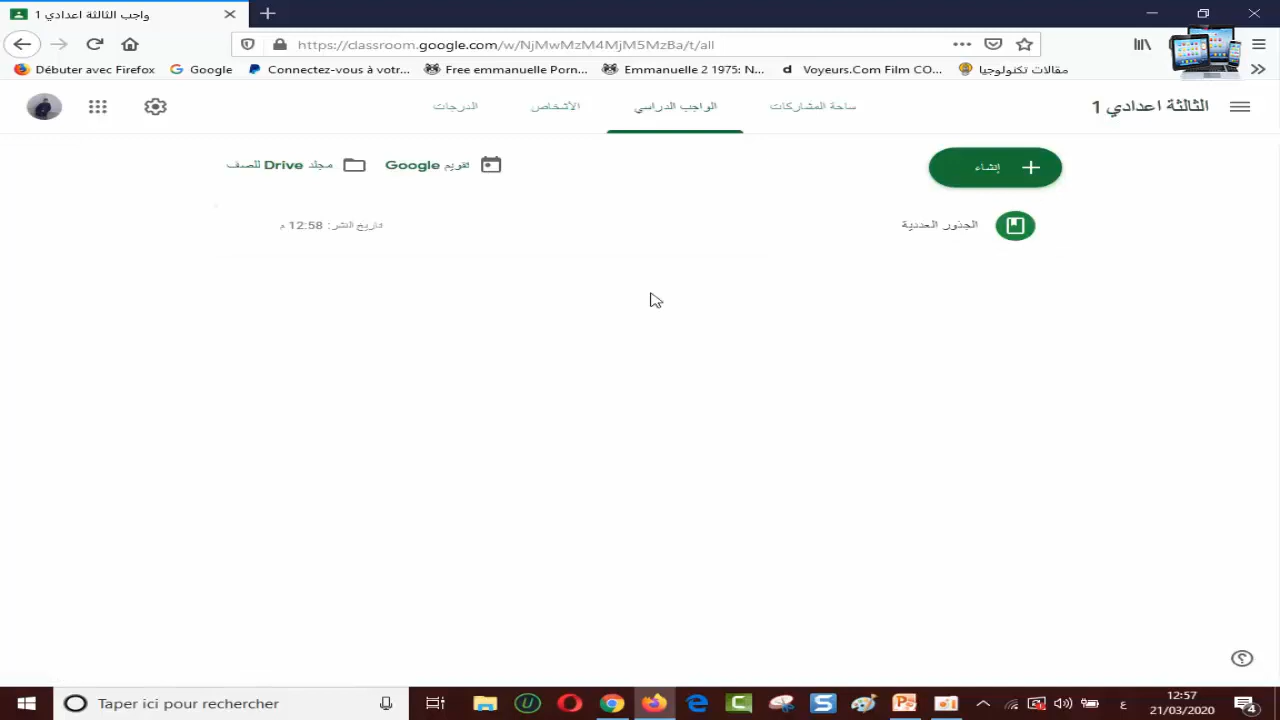 واجب الثالثة اعدادي 1
https://classroom.google.com/w/NjMwMzM4MjM5MzBa/t/all
Débuter avec Firefox
Google
Connectez-vous à votr...
Free emmanuelle Porn...
Emmanuelle 2 1975: N...
Voyeurs.Com Film CO...
مقالات تكنولوجيا
الثالثة اعدادي 1
ساحة المشاركات
الواجب الدراسي
الأشخاص
الدرجات
إنشاء
تقويم Google
مجلد Drive للصف
الجذور العددية
تاريخ النشر: 12:58 م
Taper ici pour rechercher
ع
12:57
21/03/2020
4